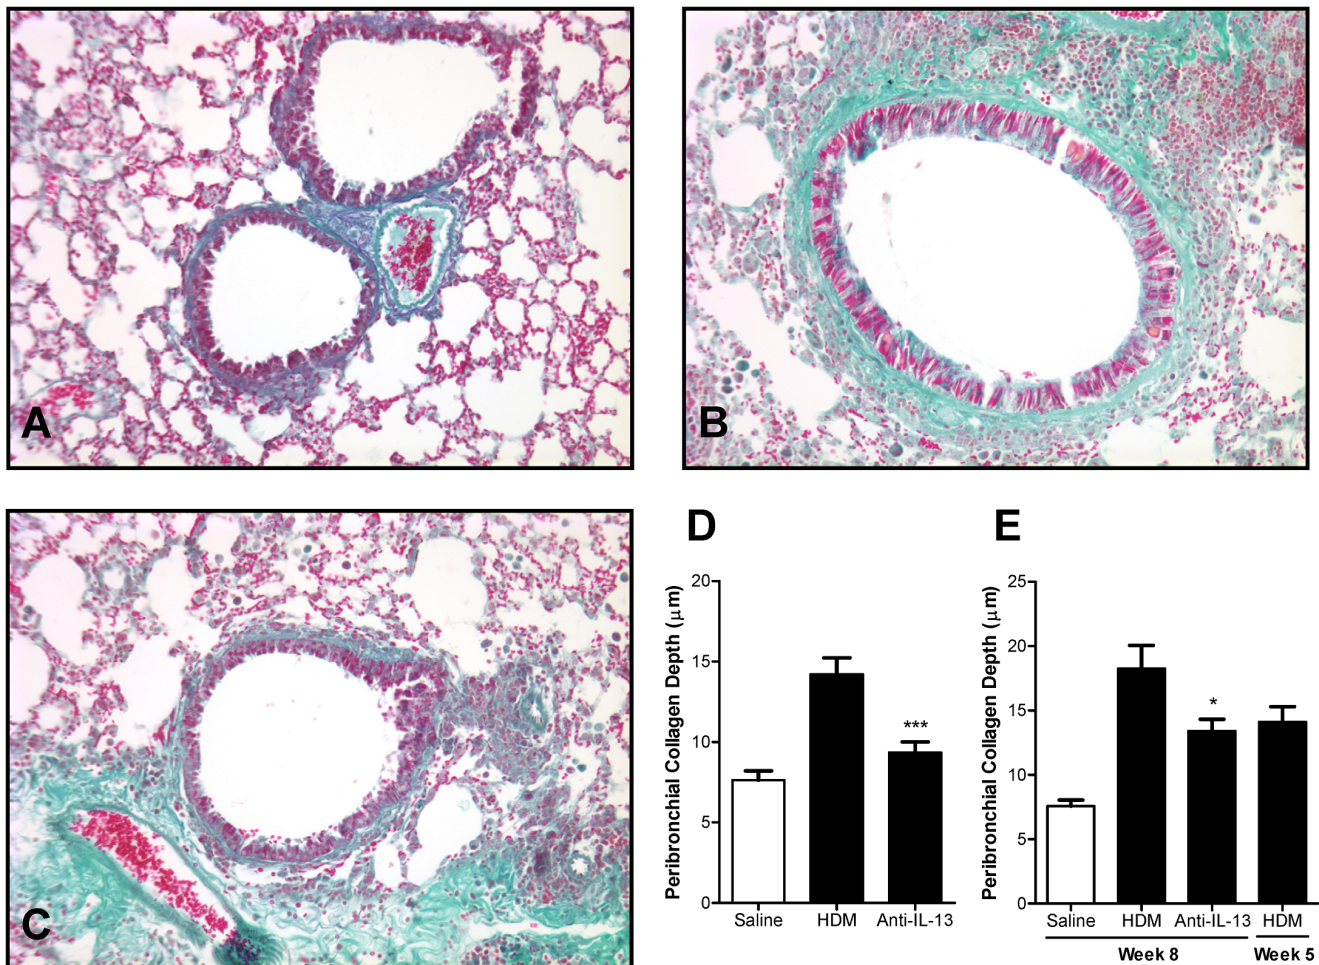 A
B
C
D
E
Peribronchial Collagen Depth (μm)
20
15
10
5
0
***
Saline HDM Anti-IL-13
Peribronchial Collagen Depth (μm)
25
20
15
10
5
0
*
Saline HDM Anti-IL-13 HDM
Week 8 Week 5